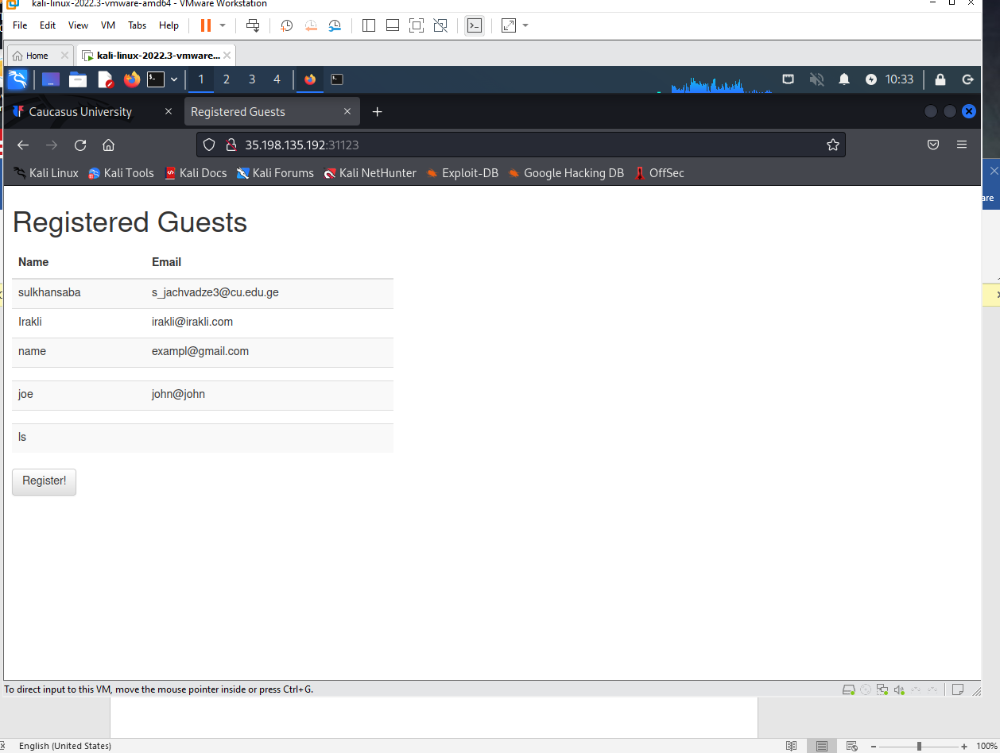 kali-linux-2022.3-vmware-amd64 - VMware Workstation
File Edit View VM Tabs Help
Home kali-linux-2022.3-vmware...
1 2 3 4 10:33
Caucasus University Registered Guests
35.198.135.192:31123
Kali Linux Kali Tools Kali Docs Kali Forums Kali NetHunter Exploit-DB Google Hacking DB OffSec
are
Registered Guests
Name Email
sulkhansaba s_jachvadze3@cu.edu.ge
Irakli irakli@irakli.com
name exampl@gmail.com
joe john@john
ls
Register!
To direct input to this VM, move the mouse pointer inside or press Ctrl+G.
English (United States) 100%